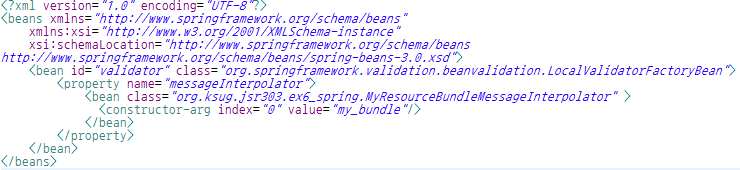 <?xml version="1.0" encoding="UTF-8"?>
<beans xmlns="http://www.springframework.org/schema/beans"
xmlns:xsi="http://www.w3.org/2001/XMLSchema-instance"
xsi:schemaLocation="http://www.springframework.org/schema/beans
http://www.springframework.org/schema/beans/spring-beans-3.0.xsd">
<bean id="validator" class="org.springframework.validation.beanvalidation.LocalValidatorFactoryBean">
<property name="messageInterpolator">
<bean class="org.ksug.jsr303.ex6_spring.MyResourceBundleMessageInterpolator" >
<constructor-arg index="0" value="my_bundle"/>
</bean>
</property>
</bean>
</beans>